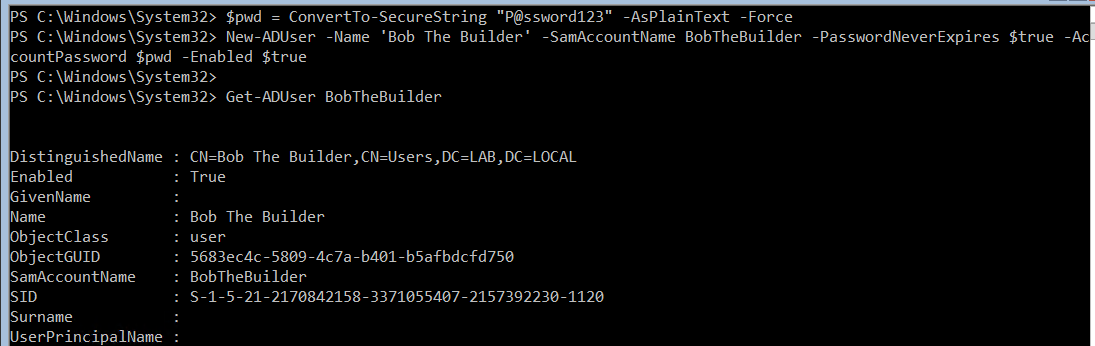 PS C:\Windows\System32> $pwd = ConvertTo-SecureString "P@ssword123" -AsPlainText -Force
PS C:\Windows\System32> New-ADUser -Name 'Bob The Builder' -SamAccountName BobTheBuilder -PasswordNeverExpires $true -Ac
countPassword $pwd -Enabled $true
PS C:\Windows\System32>
PS C:\Windows\System32> Get-ADUser BobTheBuilder
DistinguishedName : CN=Bob The Builder,CN=Users,DC=LAB,DC=LOCAL
Enabled           : True
GivenName         :
Name              : Bob The Builder
ObjectClass       : user
ObjectGUID        : 5683ec4c-5809-4c7a-b401-b5afbdcfd750
SamAccountName    : BobTheBuilder
SID               : S-1-5-21-2170842158-3371055407-2157392230-1120
Surname           :
UserPrincipalName :